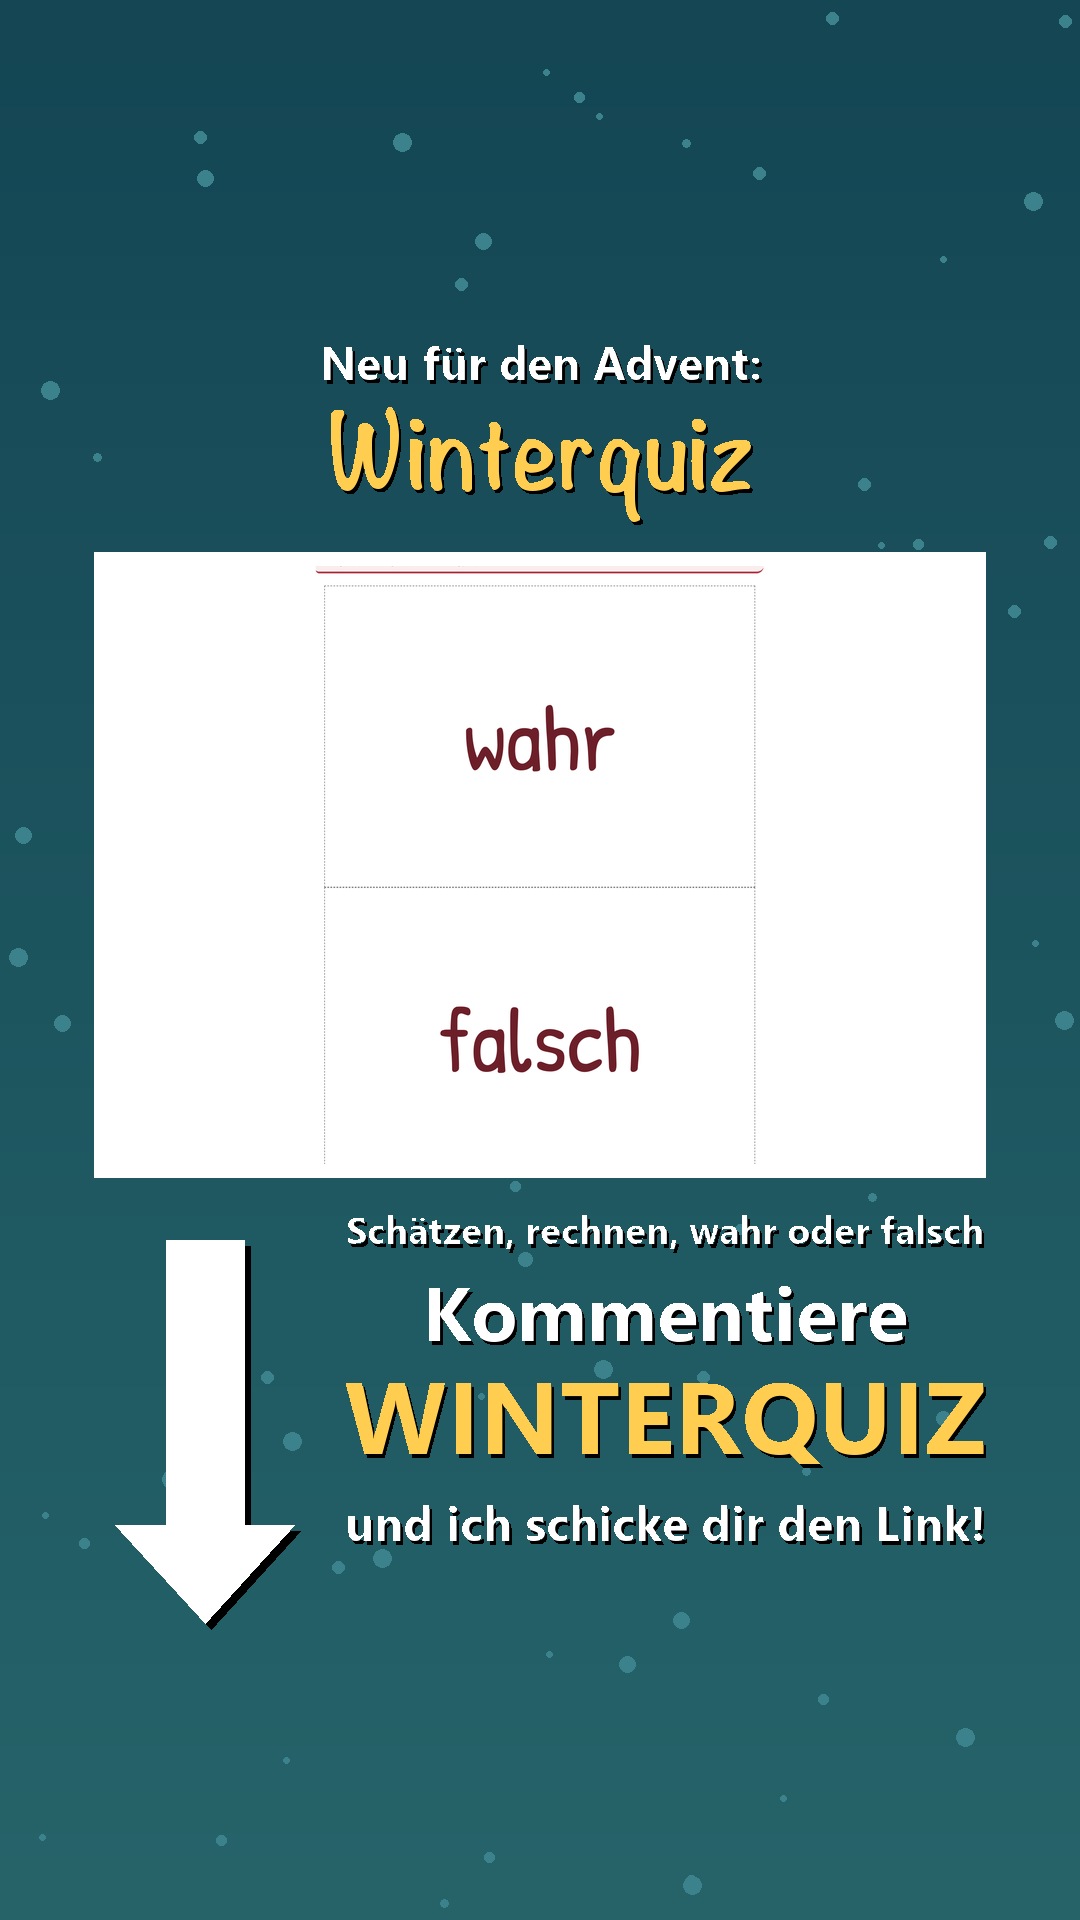 Neu für den Advent:
Winterquiz
wahr
falsch
Schätzen, rechnen, wahr oder falsch
Kommentiere
WINTERQUIZ
und ich schicke dir den Link!